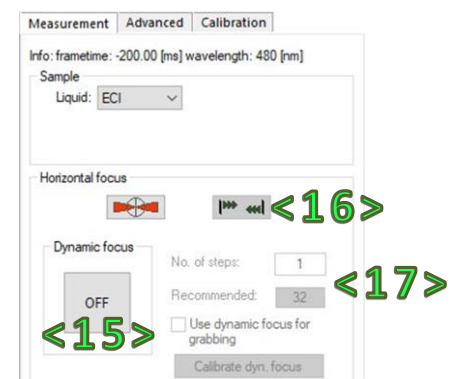 Measurement Advanced Calibration
Info: frametime: -200.00 [ms] wavelength: 480 [nm]
Sample
Liquid: ECI
Horizontal focus
<16>
Dynamic focus
No. of steps: 1
<17>
Recommended: 32
OFF
<15>
Use dynamic focus for
grabbing
Calibrate dyn. focus